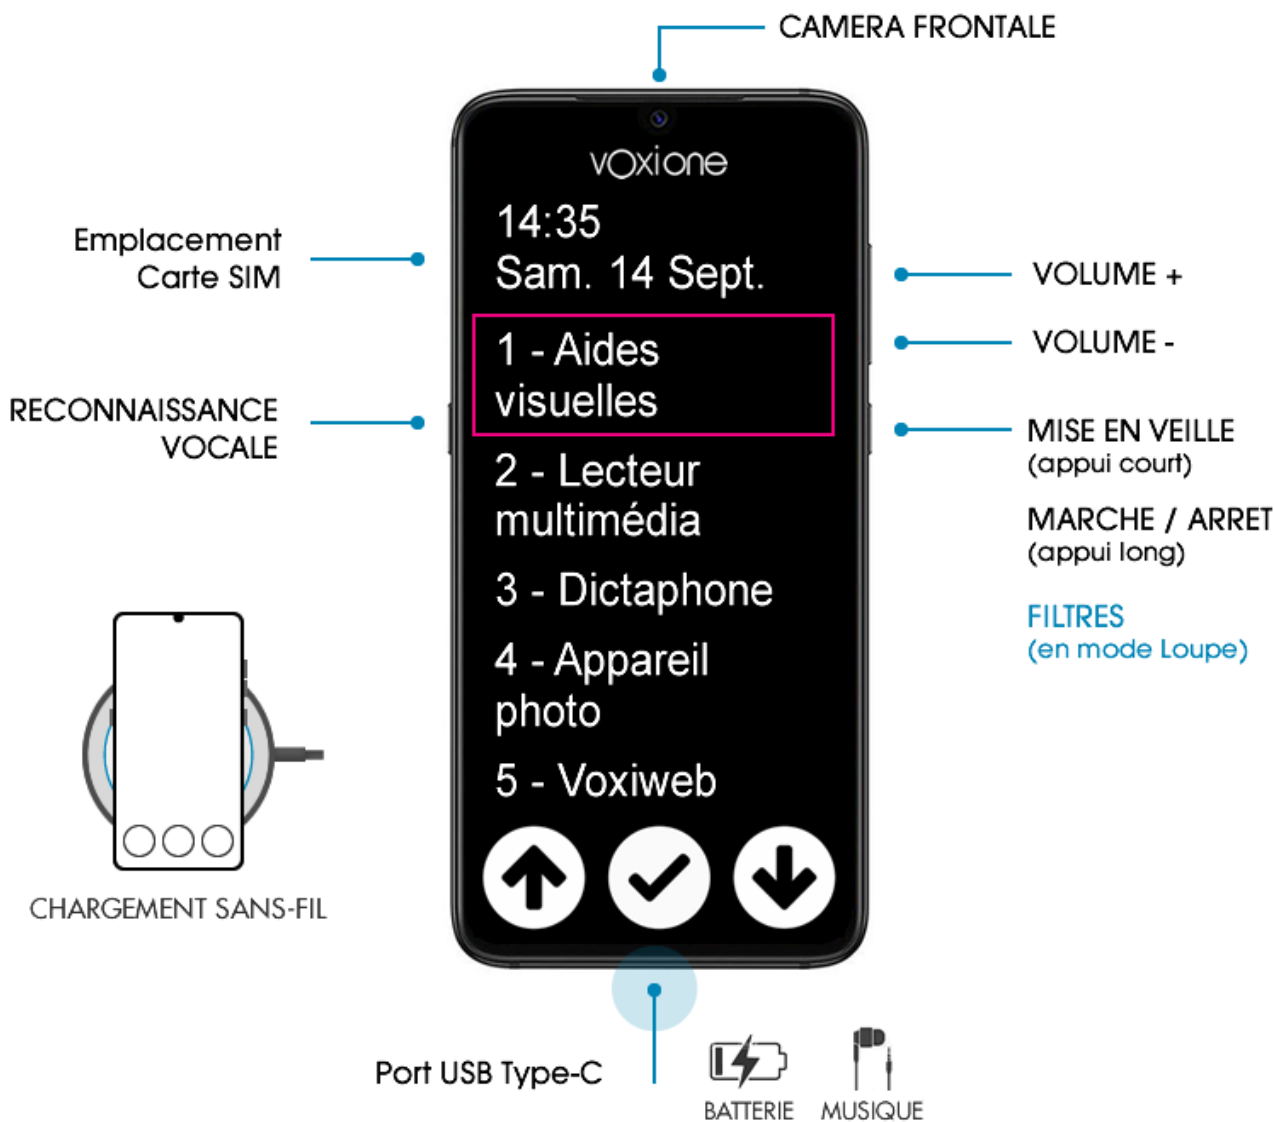 CAMERA FRONTALE
vOxione
14:35
Sam. 14 Sept.
1 - Aides
visuelles
2 - Lecteur
multimédia
3 - Dictaphone
4 - Appareil
photo
5 - Voxiweb
Emplacement
Carte SIM
RECONNAISSANCE
VOCALE
VOLUME +
VOLUME -
MISE EN VEILLE
(appui court)
MARCHE / ARRET
(appui long)
FILTRES
(en mode Loupe)
CHARGEMENT SANS-FIL
Port USB Type-C
BATTERIE
MUSIQUE